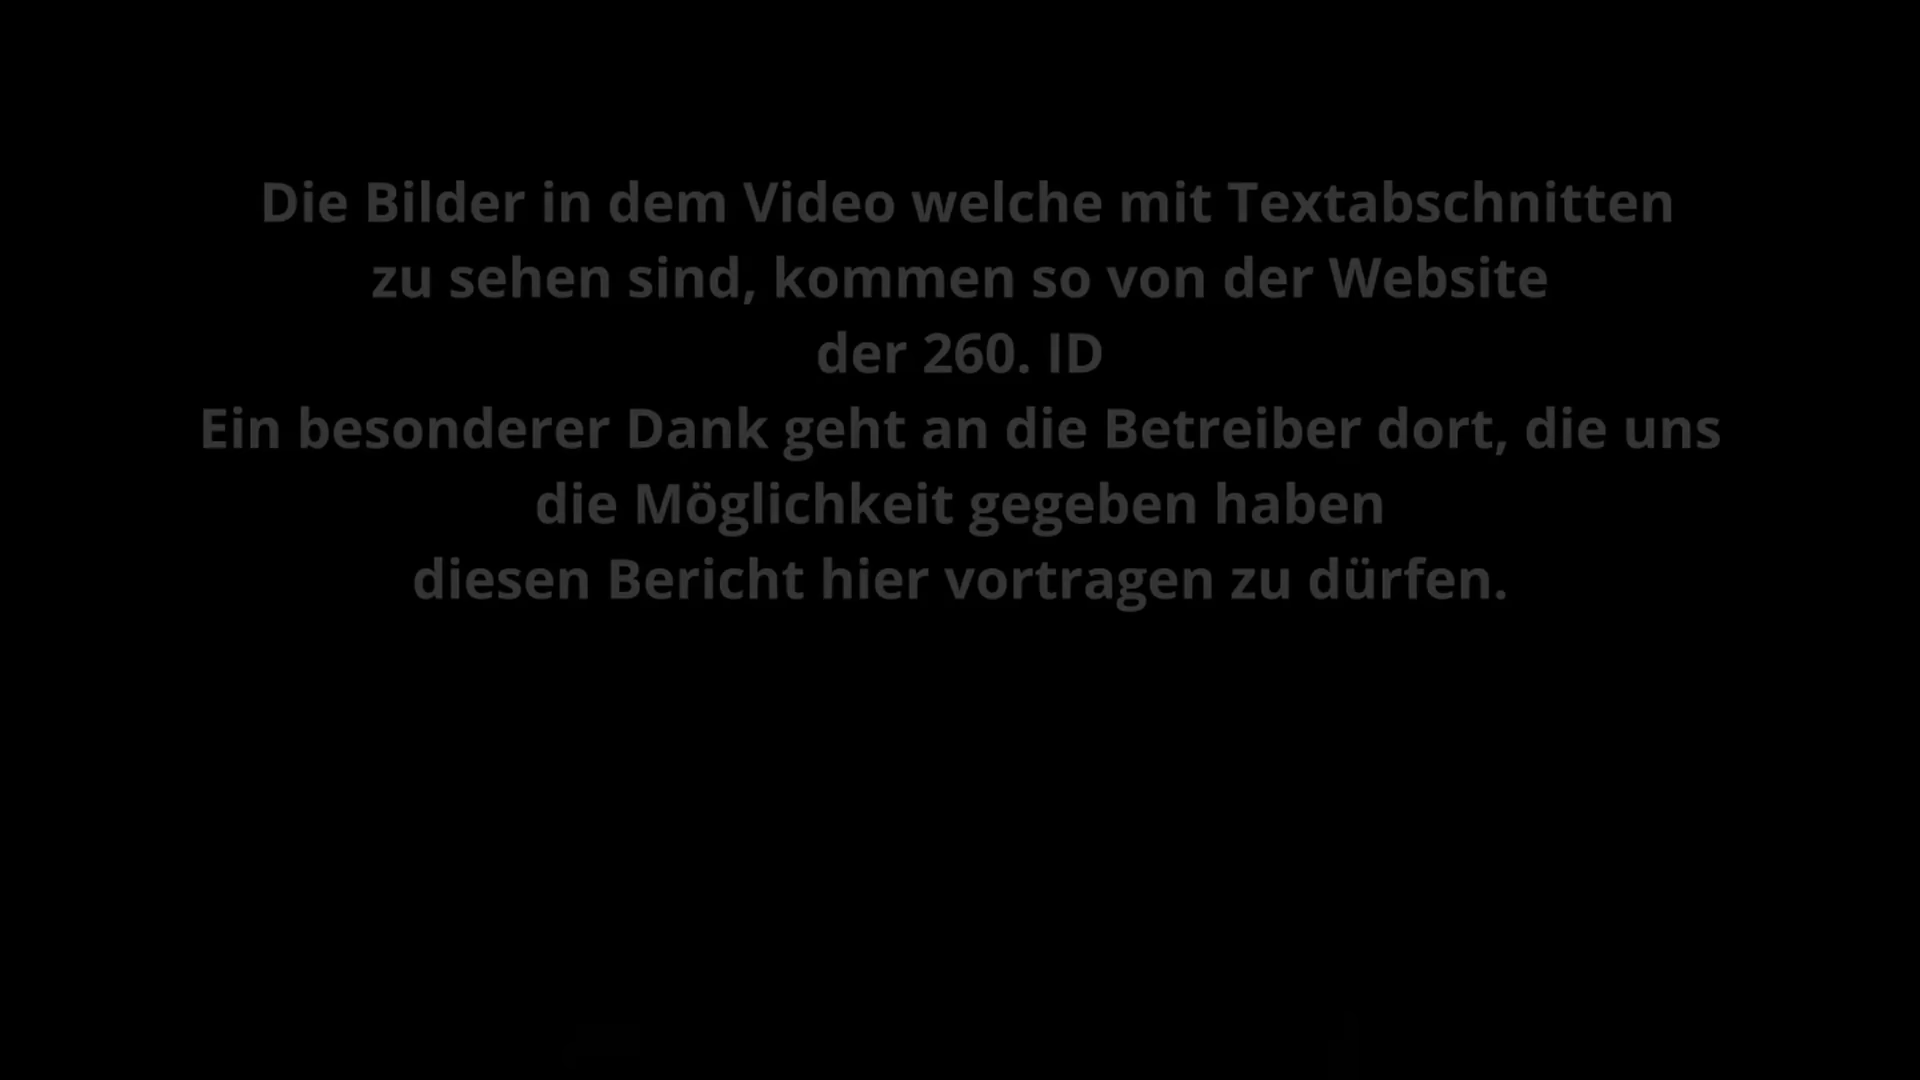 Die Bilder in dem Video welche mit Textabschnitten
zu sehen sind, kommen so von der Website
der 260. ID
Ein besonderer Dank geht an die Betreiber dort, die uns
die Möglichkeit gegeben haben
diesen Bericht hier vortragen zu dürfen.